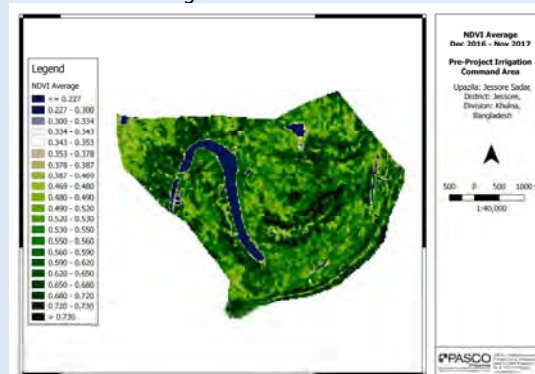 Legend
NDVI Average
<= 0.227
0.227 - 0.300
0.300 - 0.334
0.334 - 0.343
0.343 - 0.353
0.353 - 0.378
0.378 - 0.387
0.387 - 0.469
0.469 - 0.480
0.480 - 0.490
0.490 - 0.520
0.520 - 0.530
0.530 - 0.550
0.550 - 0.560
0.560 - 0.590
0.590 - 0.620
0.620 - 0.650
0.650 - 0.680
0.680 - 0.720
0.720 - 0.730
> 0.730
NDVI Average
Dec 2016 - Nov 2017
Pre-Project Irrigation
Command Area
Upazila: Jessore Sadar,
District: Jessore,
Division: Khulna,
Bangladesh
500 0 500 1000
1:40,000
PASCO